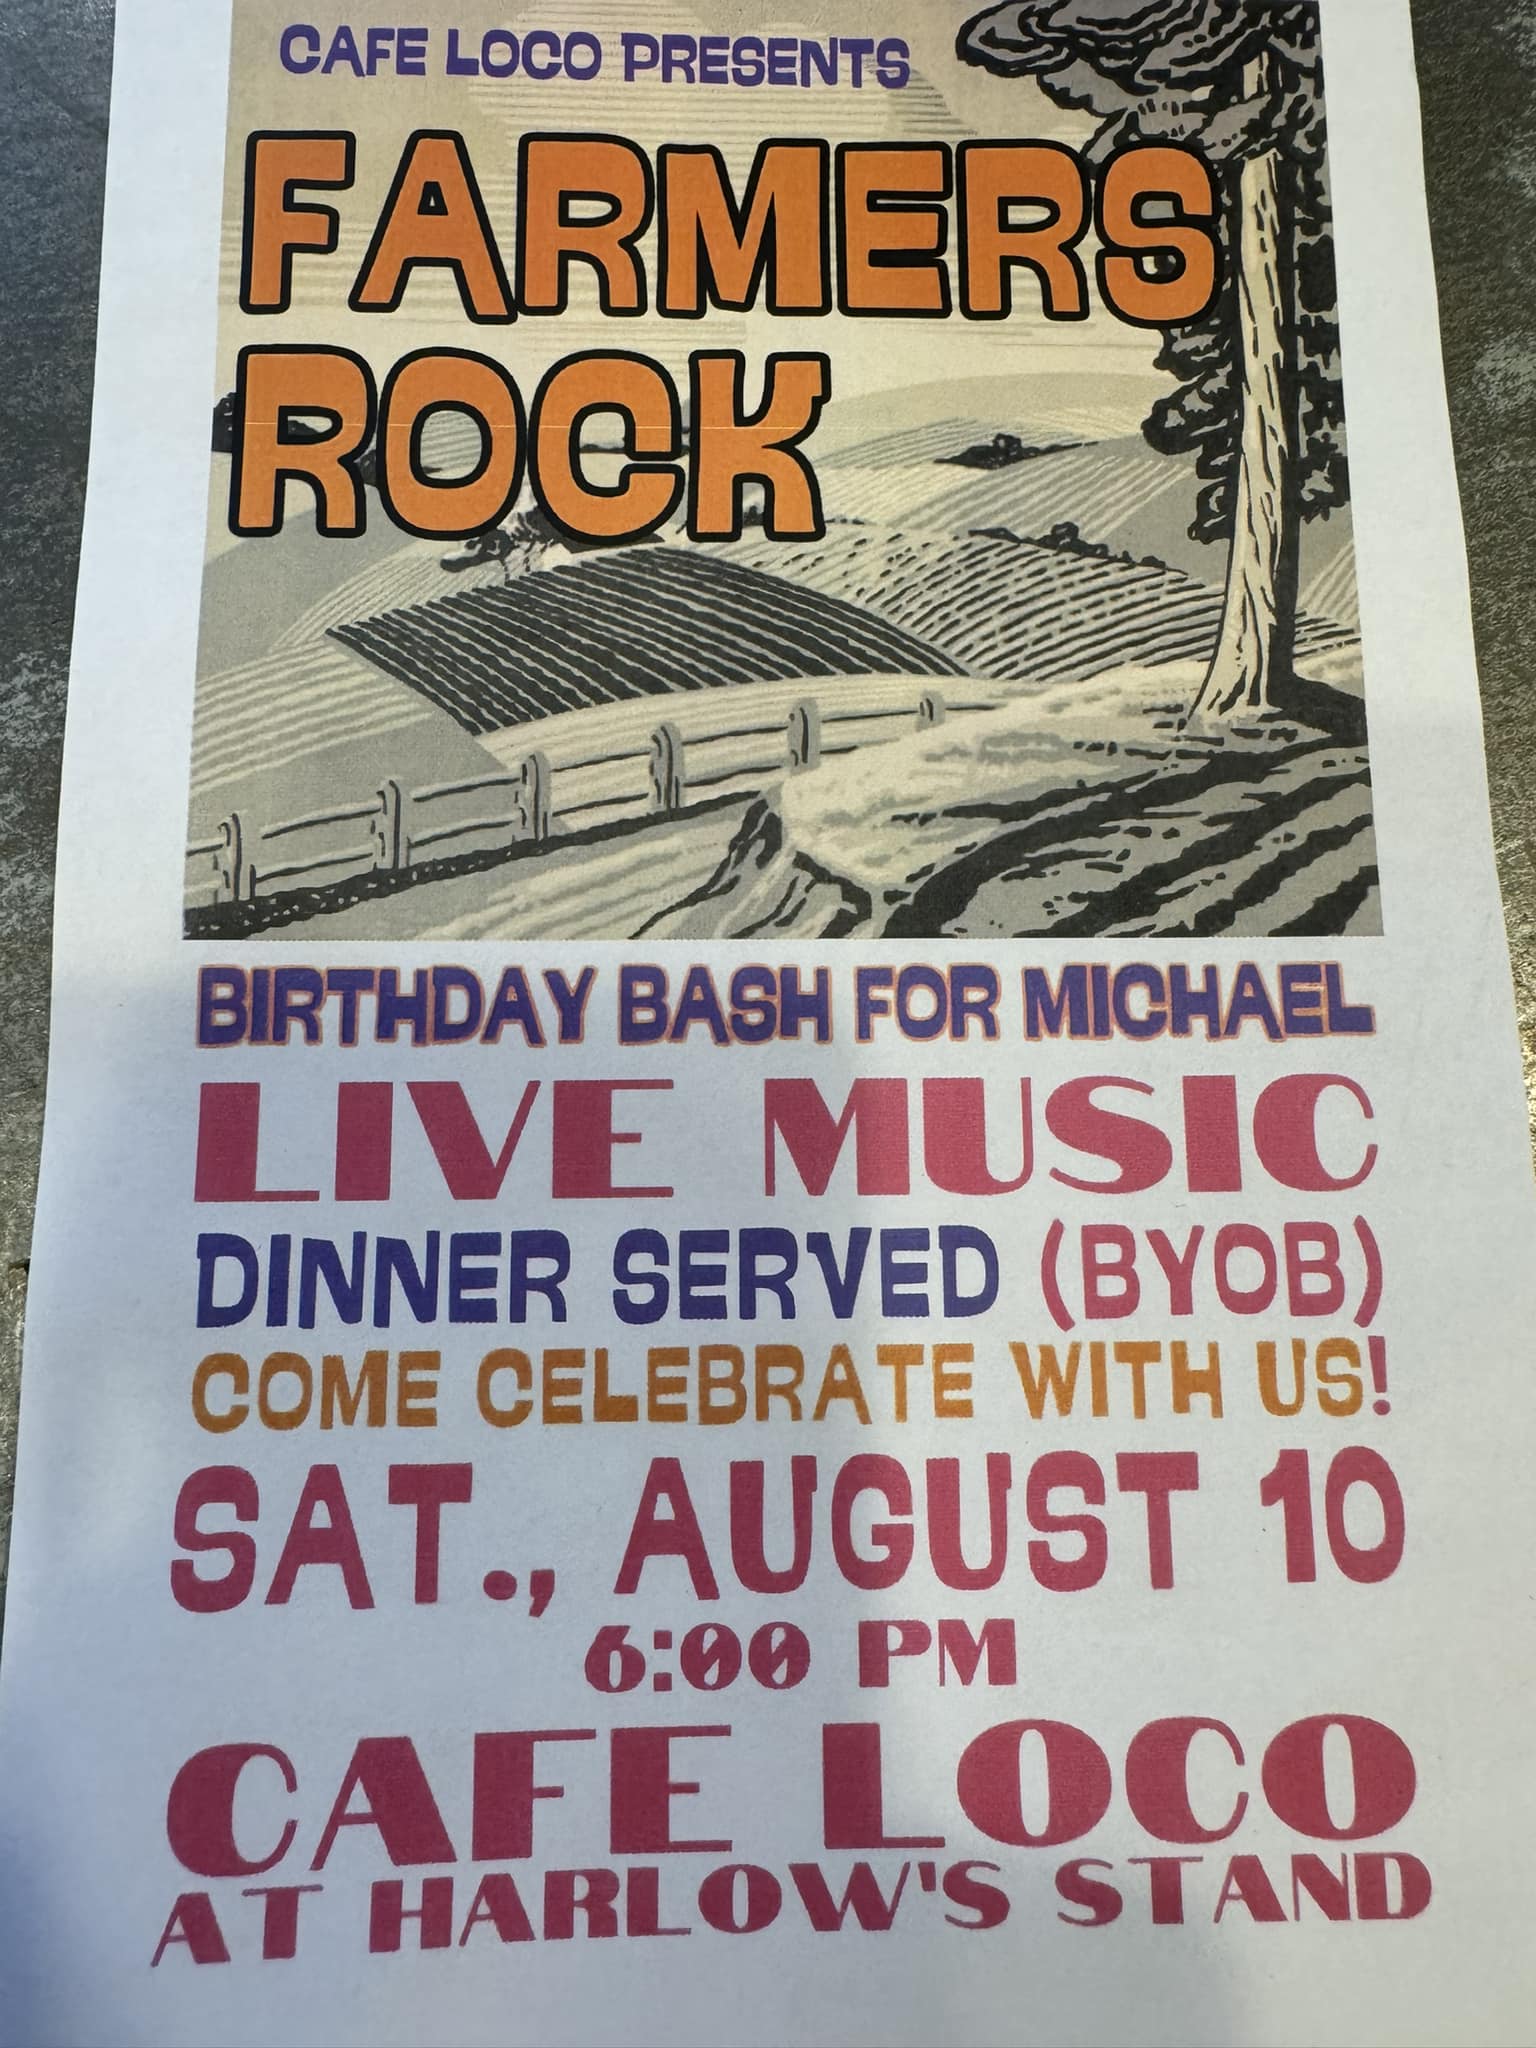 CAFE LOCO PRESENTS
FARMERS
ROCK
BIRTHDAY BASH FOR MICHAEL
LIVE MUSIC
DINNER SERVED (BYOB)
COME CELEBRATE WITH US!
SAT., AUGUST 10
6:00 PM
CAFE LOCO
AT HARLOW'S STAND